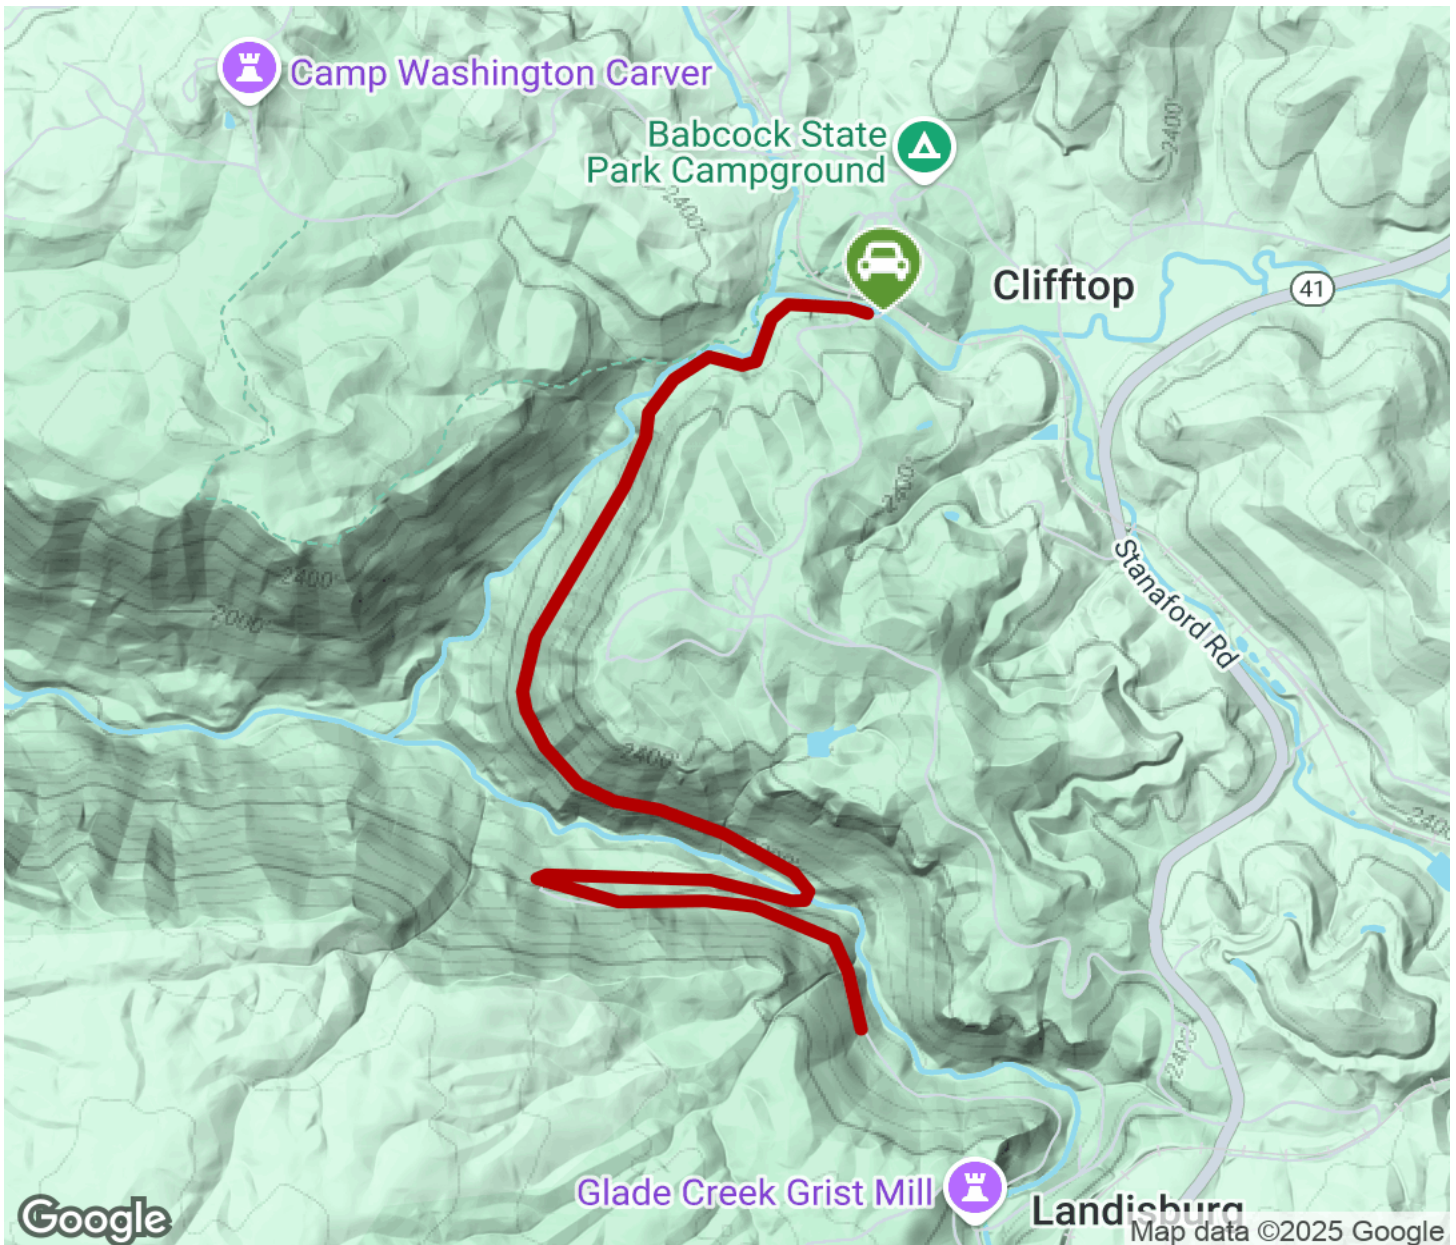 Camp Washington Carver
2400'
Babcock State
Park Campground
2400'
Clifftop
41
2400'
Stanaford Rd
2400'
2000'
2400'
2400'
2400'
Glade Creek Grist Mill
Landisburg
Google
Map data ©2025 Google